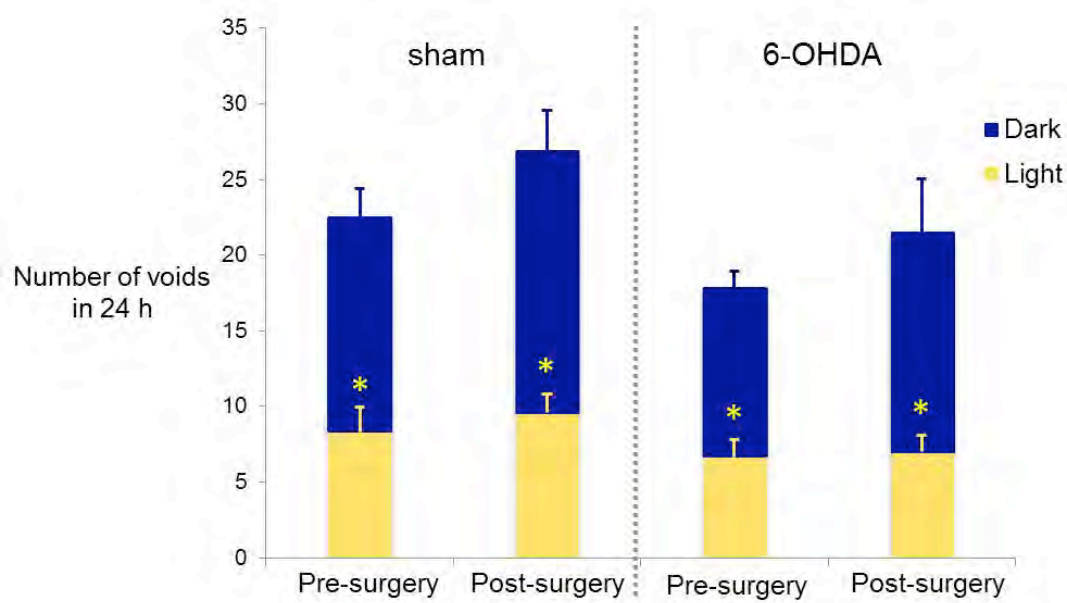 35
30
25
20
15
10
5
0
Number of voids
in 24 h
sham
6-OHDA
Dark
Light
*
*
*
*
Pre-surgery
Post-surgery
Pre-surgery
Post-surgery